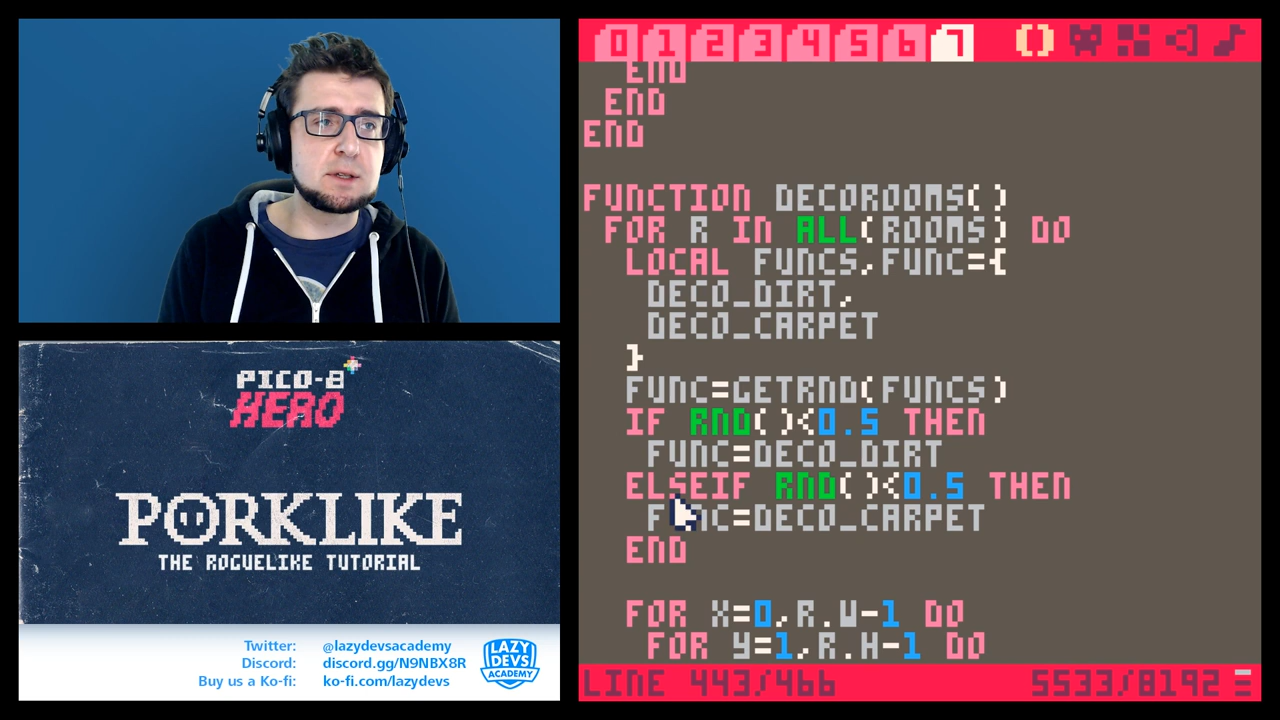 0 1 2 3 4 5 6 7 ()
END
END
END
FUNCTION DECOROOMS()
FOR R IN ALL(ROOMS) DO
LOCAL FUNCS,FUNC={
DECO_DIRT,
DECO_CARPET
}
FUNC=GETRND(FUNCS)
IF RND()<0.5 THEN
FUNC=DECO_DIRT
ELSEIF RND()<0.5 THEN
FUNC=DECO_CARPET
END
FOR X=0,R.W-1 DO
FOR Y=1,R.H-1 DO
LINE 443/466 5533/8192
PICO-8
HERO
PORKLIKE
THE ROGUELIKE TUTORIAL
Twitter: @lazydevsacademy
Discord: discord.gg/N9NBX8R
Buy us a Ko-fi: ko-fi.com/lazydevs
LAZY
DEVS
ACADEMY